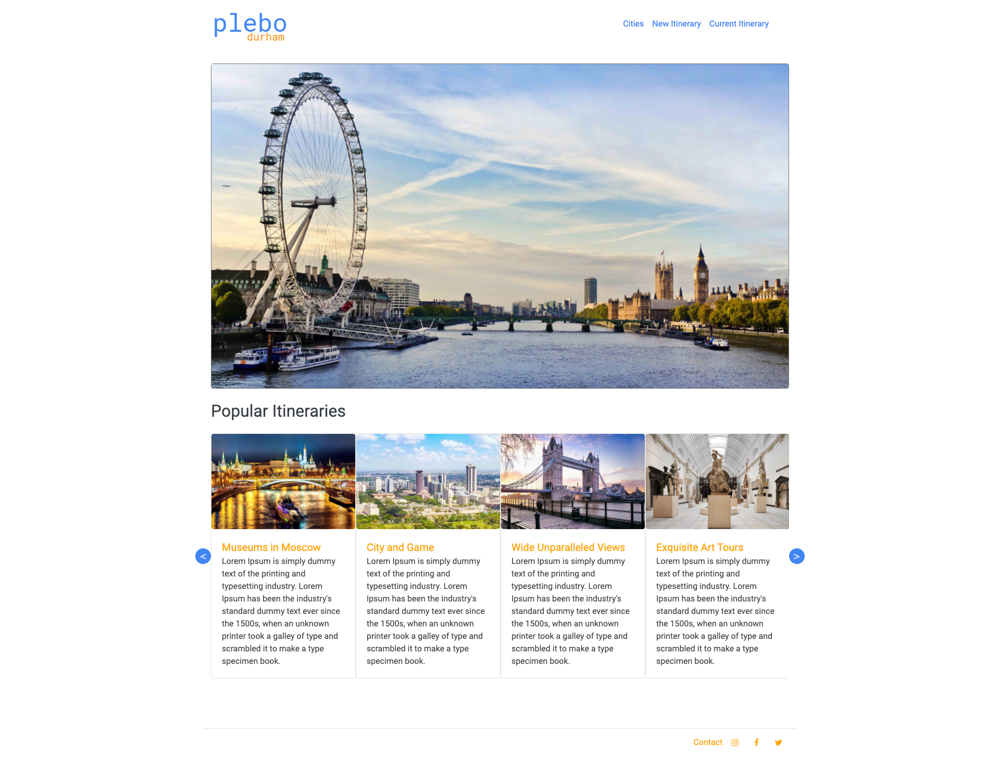 plebo
durham
Cities New Itinerary Current Itinerary
Popular Itineraries
Museums in Moscow
Lorem Ipsum is simply dummy
text of the printing and
typesetting industry. Lorem
Ipsum has been the industry's
standard dummy text ever since
the 1500s, when an unknown
printer took a galley of type and
scrambled it to make a type
specimen book.
City and Game
Lorem Ipsum is simply dummy
text of the printing and
typesetting industry. Lorem
Ipsum has been the industry's
standard dummy text ever since
the 1500s, when an unknown
printer took a galley of type and
scrambled it to make a type
specimen book.
Wide Unparalleled Views
Lorem Ipsum is simply dummy
text of the printing and
typesetting industry. Lorem
Ipsum has been the industry's
standard dummy text ever since
the 1500s, when an unknown
printer took a galley of type and
scrambled it to make a type
specimen book.
Exquisite Art Tours
Lorem Ipsum is simply dummy
text of the printing and
typesetting industry. Lorem
Ipsum has been the industry's
standard dummy text ever since
the 1500s, when an unknown
printer took a galley of type and
scrambled it to make a type
specimen book.
<
>
Contact